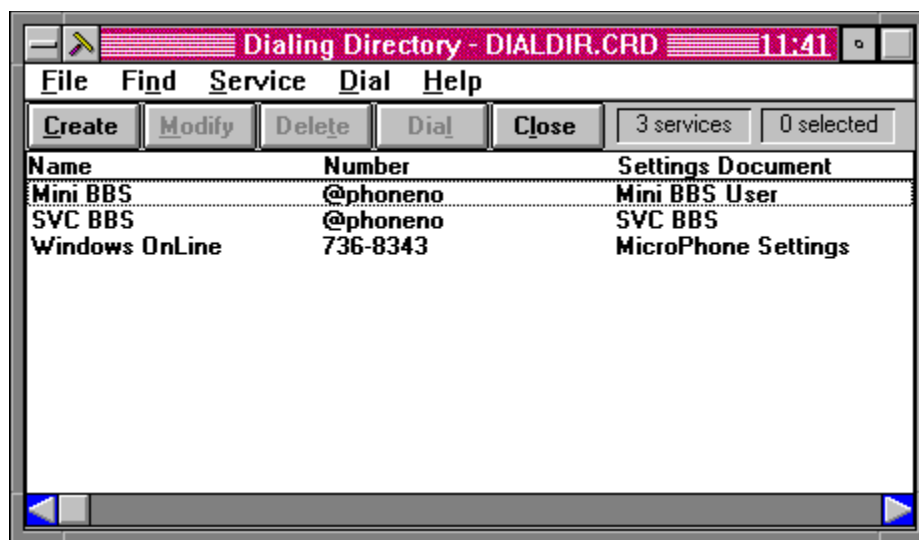 Dialing Directory - DIALDIR.CRD 11:41
File Find Service Dial Help
Create Modify Delete Dial Close 3 services 0 selected
Name Number Settings Document
Mini BBS @phoneno Mini BBS User
SVC BBS @phoneno SVC BBS
Windows OnLine 736-8343 MicroPhone Settings